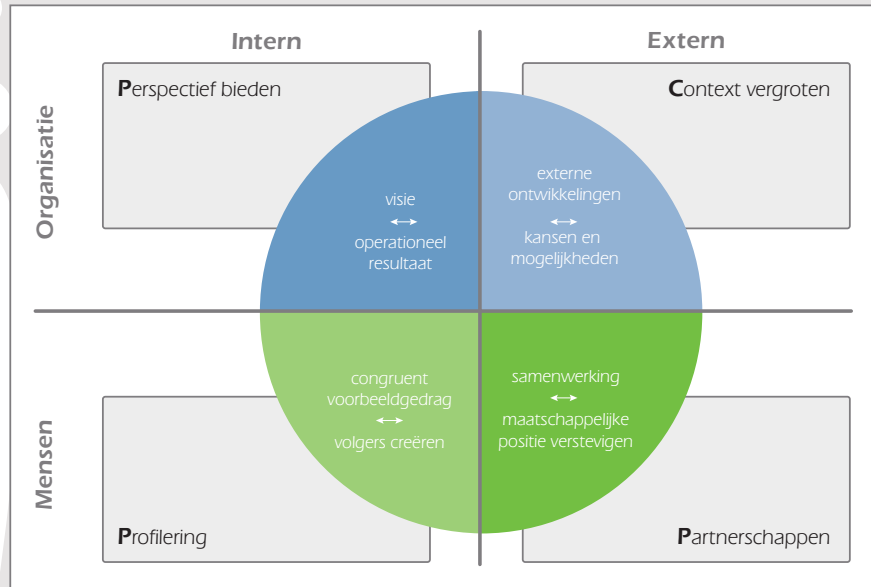 Intern
Extern
Organisatie
Perspectief bieden
Context vergroten
visie
operationeel
resultaat
externe
ontwikkelingen
kansen en
mogelijkheden
Mensen
congruent
voorbeeldgedrag
volgers creëren
samenwerking
maatschappelijke
positie verstevigen
Profilering
Partnerschappen